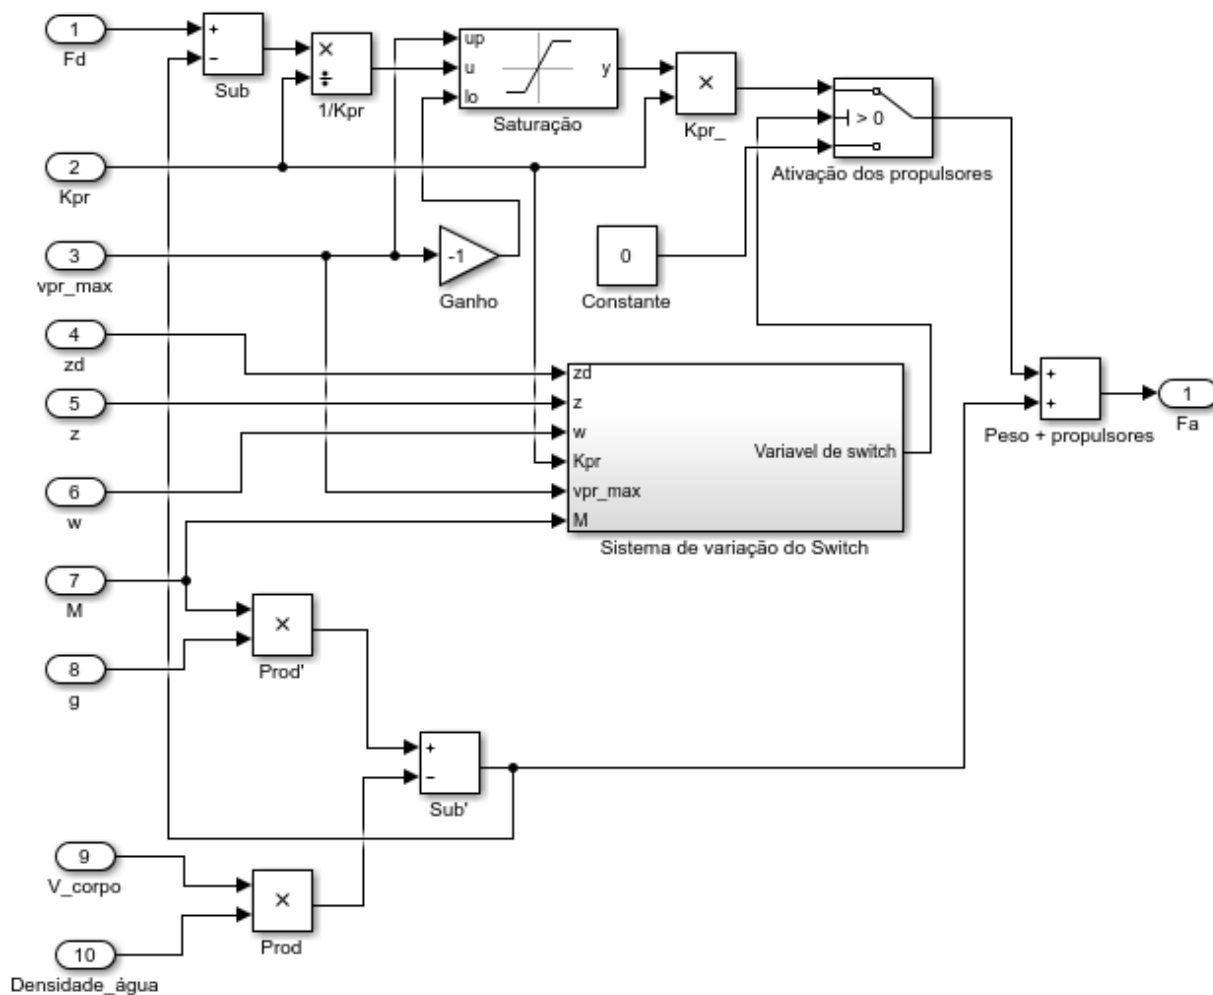 1
Fd
+
−
Sub
×
÷
1/Kpr
up
u
lo
y
Saturação
×
Kpr_
> 0
Ativação dos propulsores
2
Kpr
3
vpr_max
-1
Ganho
0
Constante
4
zd
5
z
6
w
zd
z
w
Kpr
vpr_max
M
Variavel de switch
Sistema de variação do Switch
+
+
Peso + propulsores
1
Fa
7
M
8
g
×
Prod'
+
−
Sub'
9
V_corpo
10
Densidade_água
×
Prod